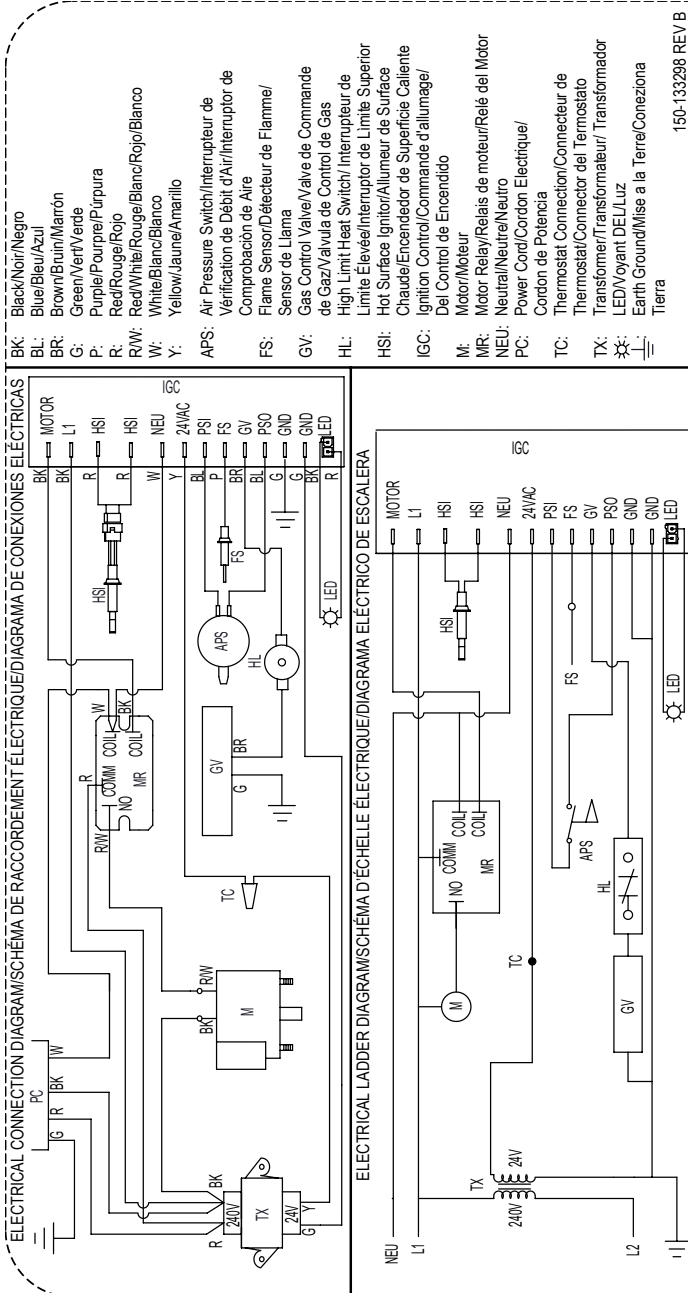 ELECTRICAL CONNECTION DIAGRAM/SCHÉMA DE RACCORDEMENT ÉLECTRIQUE/DIAGRAMA DE CONEXIONES ELÉCTRICAS
PC
G
R
BK
W
R
R/W
COMM
NO
COIL
COIL
MR
W
BK
HSI
BK
BK
R
R
W
Y
BL
P
BR
BL
G
G
BK
R
IGC
MOTOR
L1
HSI
HSI
NEU
24VAC
PSI
FS
GV
PSO
GND
GND
LED
R
BK
240V
TX
24V
G
Y
BK
R/W
M
TC
GV
G
BR
APS
FS
HL
LED
ELECTRICAL LADDER DIAGRAM/SCHÉMA D'ÉCHELLE ÉLECTRIQUE/DIAGRAMA ELÉCTRICO DE ESCALERA
NEU
L1
L2
TX
240V
24V
M
NO
COMM
COIL
COIL
MR
HSI
TC
APS
FS
GV
HL
LED
IGC
MOTOR
L1
HSI
HSI
NEU
24VAC
PSI
FS
GV
PSO
GND
GND
LED
BK: Black/Noir/Negro
BL: Blue/Bleu/Azul
BR: Brown/Bruin/Marrón
G: Green/Vert/Verde
P: Purple/Pourpre/Púrpura
R: Red/Rouge/Rojo
R/W: Red/White/Rouge/Blanc/Rojo/Blanco
W: White/Blanc/Blanco
Y: Yellow/Jaune/Amarillo
APS: Air Pressure Switch/Interrupteur de
Vérification de Débit d'Air/Interruptor de
Comprobación de Aire
FS: Flame Sensor/Détecteur de Flamme/
Sensor de Llama
GV: Gas Control Valve/Valve de Commande
de Gaz/Valvula de Control de Gas
HL: High Limit Heat Switch/ Interrupteur de
Limite Élevée/Interruptor de Limite Superior
HSI: Hot Surface Ignitor/Allumeur de Surface
Chaude/Encendedor de Superficie Caliente
IGC: Ignition Control/Commande d'allumage/
Del Control de Encendido
M: Motor/Moteur
MR: Motor Relay/Relais de moteur/Relé del Motor
NEU: Neutral/Neutre/Neutro
PC: Power Cord/Cordon Electrique/
Cordon de Potencia
TC: Thermostat Connection/Connecteur de
Thermostat/Connector del Termostato
TX: Transformer/Transformateur/ Transformador
: LED/Voyant DEL/Luz
: Earth Ground/Mise a la Terre/Coneziona
Tierra
150-133298 REV B